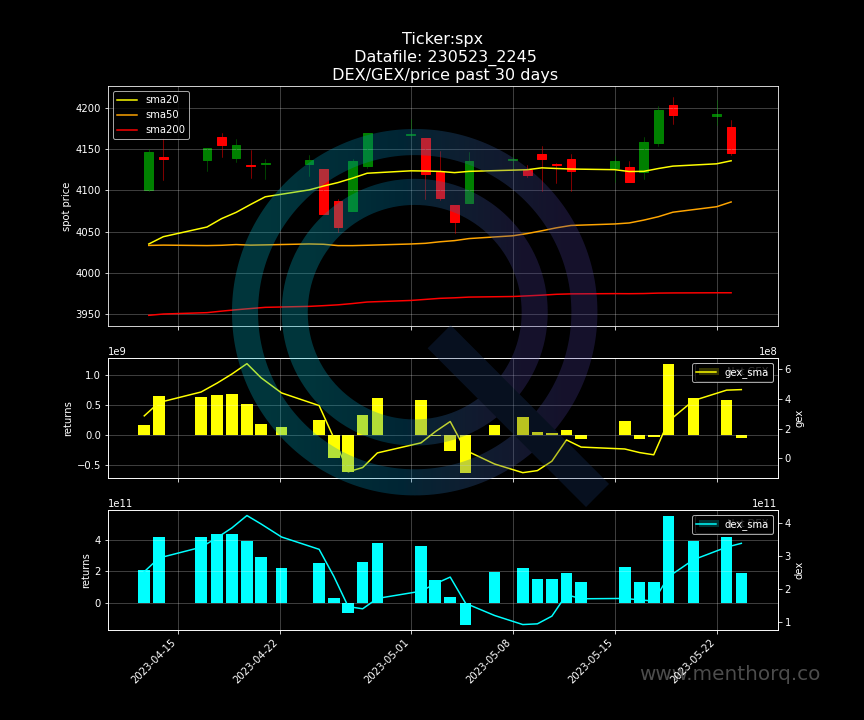 Ticker:spx
Datafile: 230523_2245
DEX/GEX/price past 30 days
sma20
sma50
sma200
4200
4150
4100
4050
4000
3950
spot price
1e9
1e8
gex_sma
1.0
0.5
0.0
−0.5
returns
6
4
2
0
gex
1e11
1e11
dex_sma
4
2
0
returns
4
3
2
1
dex
2023-04-15
2023-04-22
2023-05-01
2023-05-08
2023-05-15
2023-05-22
www.menthorq.co